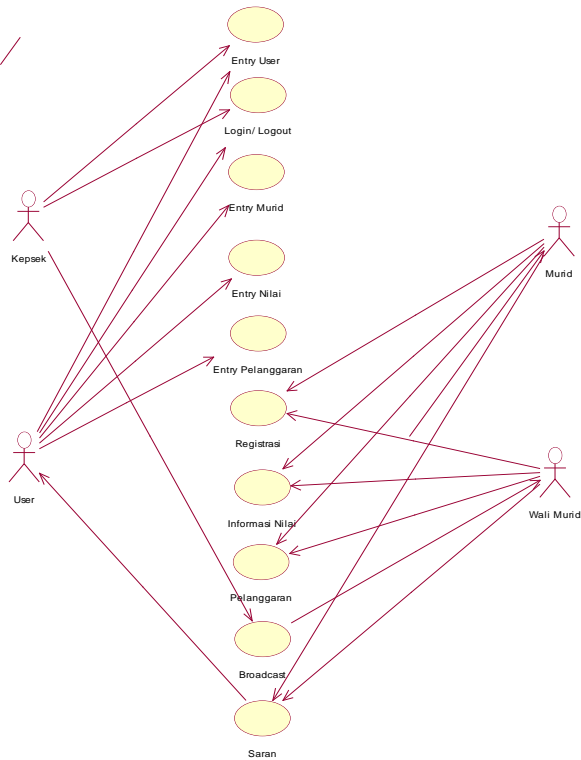 Entry User
Login/ Logout
Entry Murid
Kepsek
Murid
Entry Nilai
Entry Pelanggaran
Registrasi
User
Wali Murid
Informasi Nilai
Pelanggaran
Broadcast
Saran